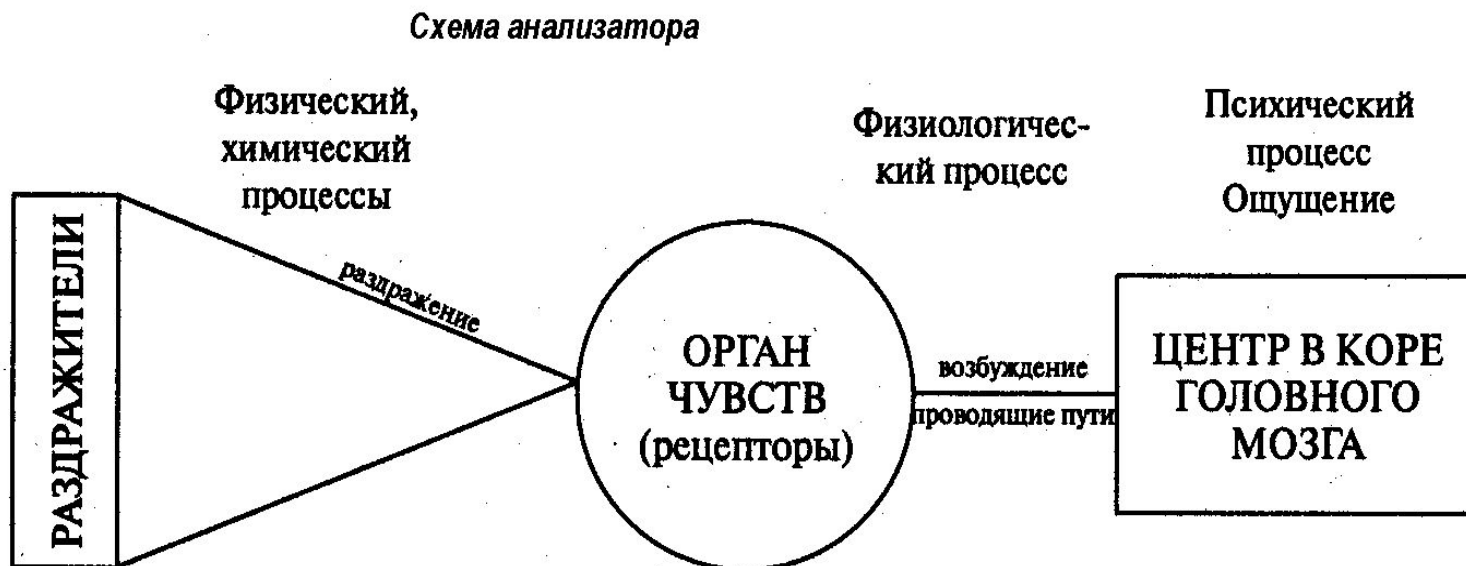 Схема анализатора
Физический,
химический
процессы
Физиологичес-
кий процесс
Психический
процесс
Ощущение
РАЗДРАЖИТЕЛИ
раздражение
ОРГАН
ЧУВСТВ
(рецепторы)
возбуждение
проводящие пути
ЦЕНТР В КОРЕ
ГОЛОВНОГО
МОЗГА